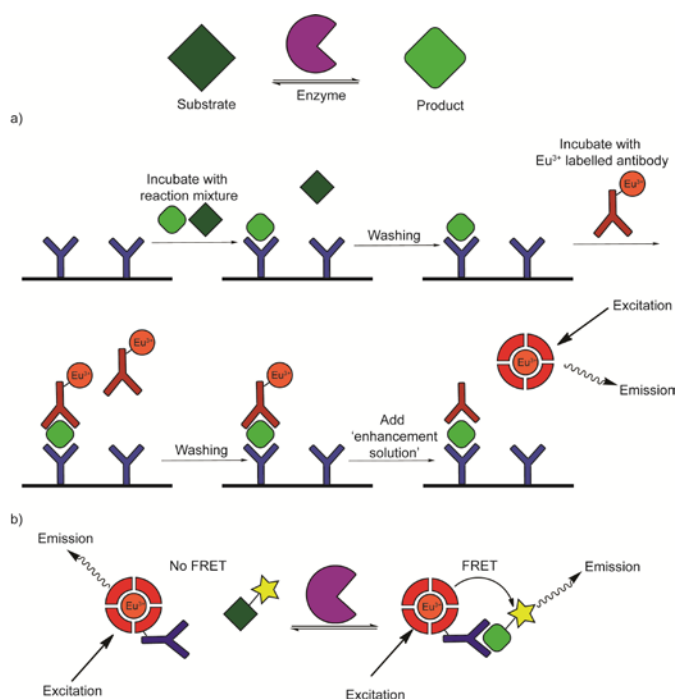 Substrate
Enzyme
Product
a)
Incubate with
reaction mixture
Washing
Incubate with
Eu³⁺ labelled antibody
Eu³⁺
Excitation
Eu³⁺
Emission
Eu³⁺
Eu³⁺
Washing
Eu³⁺
Add
‘enhancement
solution’
b)
Emission
No FRET
Eu³⁺
Excitation
FRET
Emission
Eu³⁺
Excitation